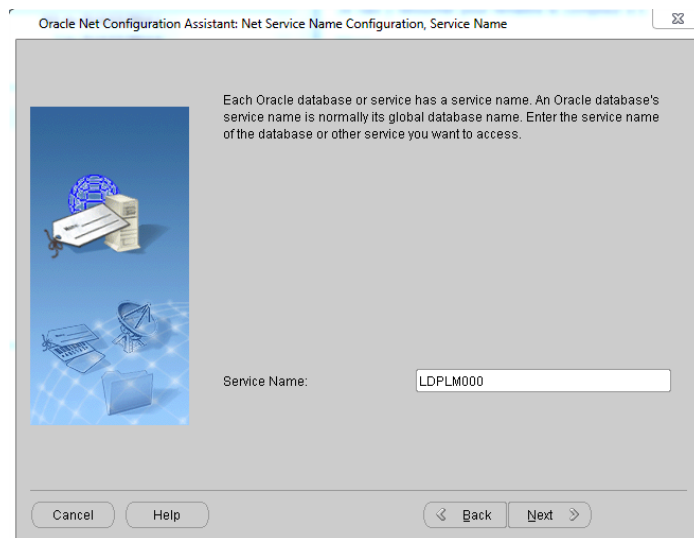 Oracle Net Configuration Assistant: Net Service Name Configuration, Service Name
Each Oracle database or service has a service name. An Oracle database's
service name is normally its global database name. Enter the service name
of the database or other service you want to access.
Service Name:
LDPLM000
Cancel
Help
Back
Next